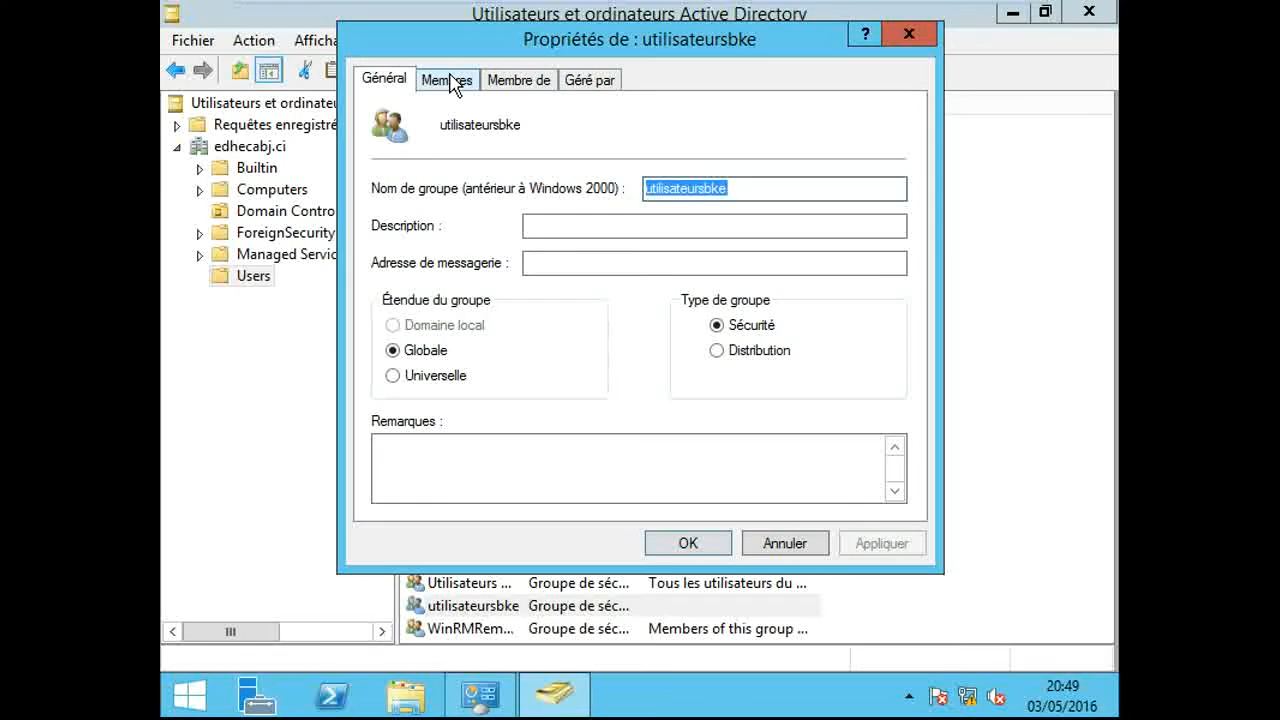 Utilisateurs et ordinateurs Active Directory
Fichier Action Afficha
Propriétés de : utilisateursbke
?
Général Membres Membre de Géré par
Utilisateurs et ordinateu
Requêtes enregistré
edhecabj.ci
Builtin
Computers
Domain Contro
ForeignSecurity
Managed Servic
Users
utilisateursbke
Nom de groupe (antérieur à Windows 2000) : utilisateursbke
Description :
Adresse de messagerie :
Étendue du groupe
Domaine local
Globale
Universelle
Type de groupe
Sécurité
Distribution
Remarques :
OK Annuler Appliquer
Utilisateurs ... Groupe de séc... Tous les utilisateurs du ...
utilisateursbke Groupe de séc...
WinRMRem... Groupe de séc... Members of this group ...
20:49
03/05/2016